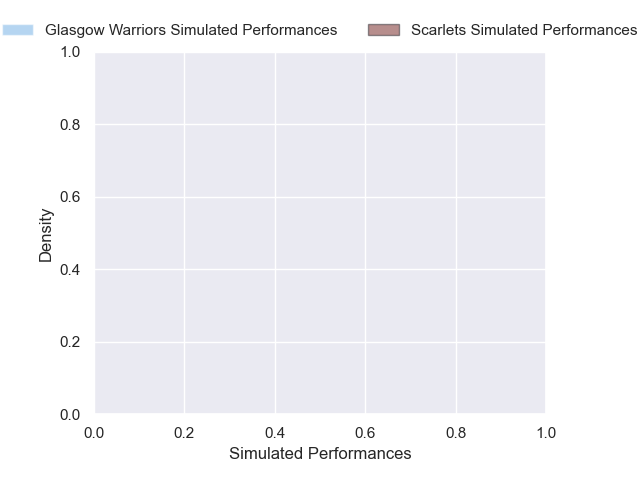 Glasgow Warriors Simulated Performances
Scarlets Simulated Performances
1.0
0.8
0.6
0.4
0.2
0.0
Density
0.0 0.2 0.4 0.6 0.8 1.0
Simulated Performances